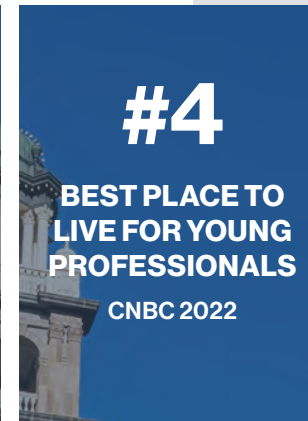 #4
BEST PLACE TO
LIVE FOR YOUNG
PROFESSIONALS
CNBC 2022